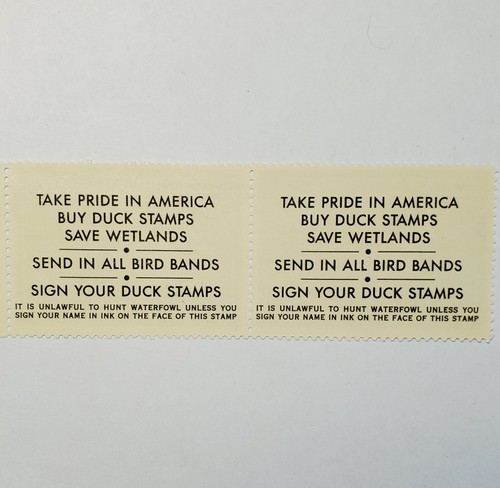 TAKE PRIDE IN AMERICA
BUY DUCK STAMPS
SAVE WETLANDS
SEND IN ALL BIRD BANDS
SIGN YOUR DUCK STAMPS
IT IS UNLAWFUL TO HUNT WATERFOWL UNLESS YOU
SIGN YOUR NAME IN INK ON THE FACE OF THIS STAMP
TAKE PRIDE IN AMERICA
BUY DUCK STAMPS
SAVE WETLANDS
SEND IN ALL BIRD BANDS
SIGN YOUR DUCK STAMPS
IT IS UNLAWFUL TO HUNT WATERFOWL UNLESS YOU
SIGN YOUR NAME IN INK ON THE FACE OF THIS STAMP